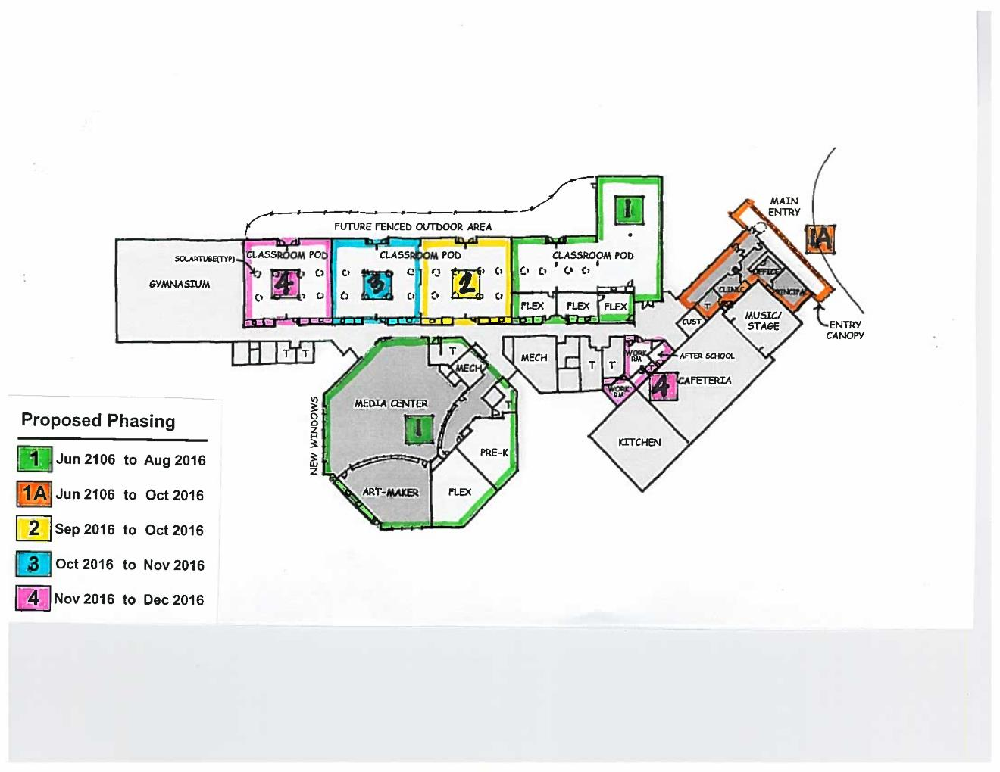 MAIN
ENTRY
1A
1
FUTURE FENCED OUTDOOR AREA
SOLARTUBE(TYP)
CLASSROOM POD
CLASSROOM POD
CLASSROOM POD
GYMNASIUM
4
3
2
OFFICE
CLINIC
PRINCIPAL
FLEX
FLEX
FLEX
T
CUST
MUSIC/
STAGE
ENTRY
CANOPY
T T
T
MECH
MECH
T T
WORK
RM
AFTER SCHOOL
T
WORK
RM
4
CAFETERIA
NEW WINDOWS
MEDIA CENTER
T
1
PRE-K
KITCHEN
ART-MAKER
FLEX
Proposed Phasing
1 Jun 2106 to Aug 2016
1A Jun 2106 to Oct 2016
2 Sep 2016 to Oct 2016
3 Oct 2016 to Nov 2016
4 Nov 2016 to Dec 2016